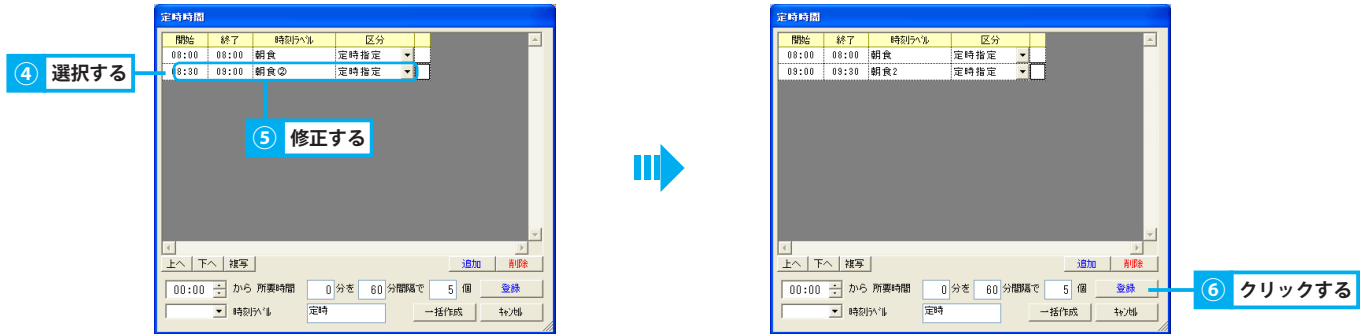 定時時間
開始 終了 時刻ラベル 区分
08:00 08:00 朝食 定時指定
08:30 09:00 朝食② 定時指定
④ 選択する
⑤ 修正する
上へ 下へ 複写 追加 削除
00:00 から 所要時間 0 分を 60 分間隔で 5 個 登録
時刻ラベル 定時 一括作成 キャンセル
定時時間
開始 終了 時刻ラベル 区分
08:00 08:00 朝食 定時指定
09:00 09:30 朝食2 定時指定
上へ 下へ 複写 追加 削除
00:00 から 所要時間 0 分を 60 分間隔で 5 個 登録
⑥ クリックする
時刻ラベル 定時 一括作成 キャンセル